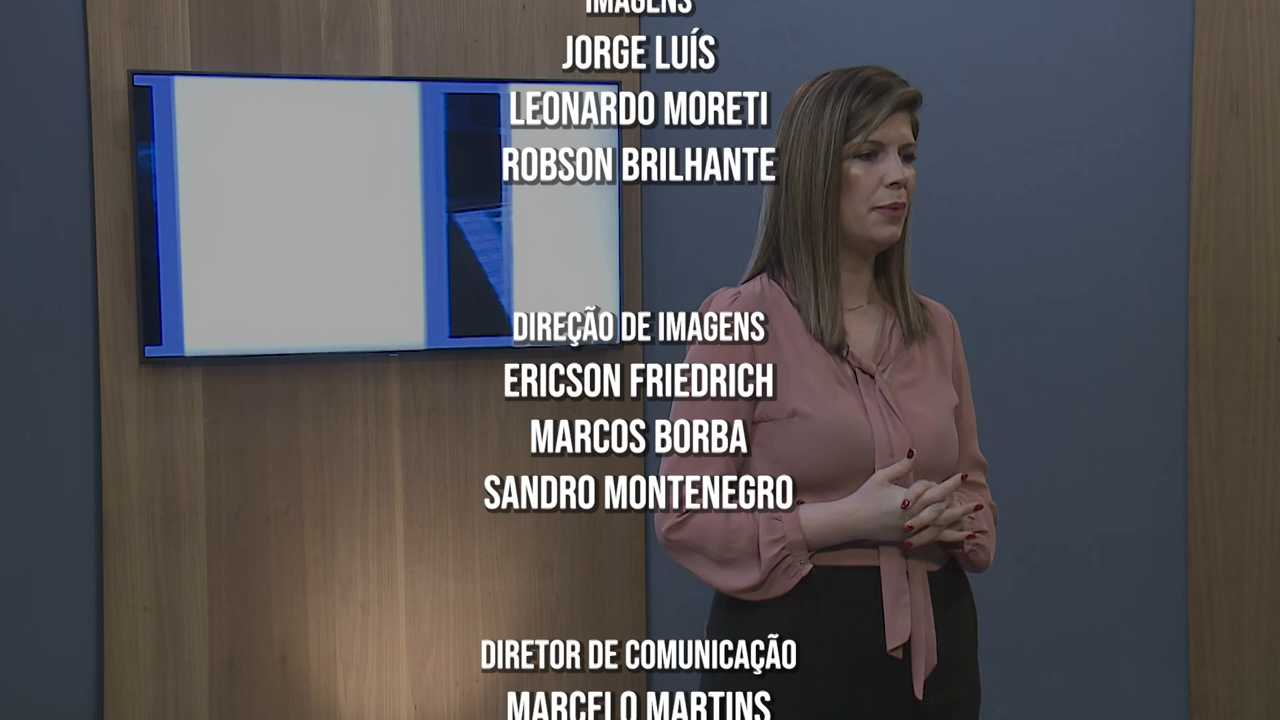 IMAGENS
JORGE LUÍS
LEONARDO MORETI
ROBSON BRILHANTE
DIREÇÃO DE IMAGENS
ERICSON FRIEDRICH
MARCOS BORBA
SANDRO MONTENEGRO
DIRETOR DE COMUNICAÇÃO
MARCELO MARTINS